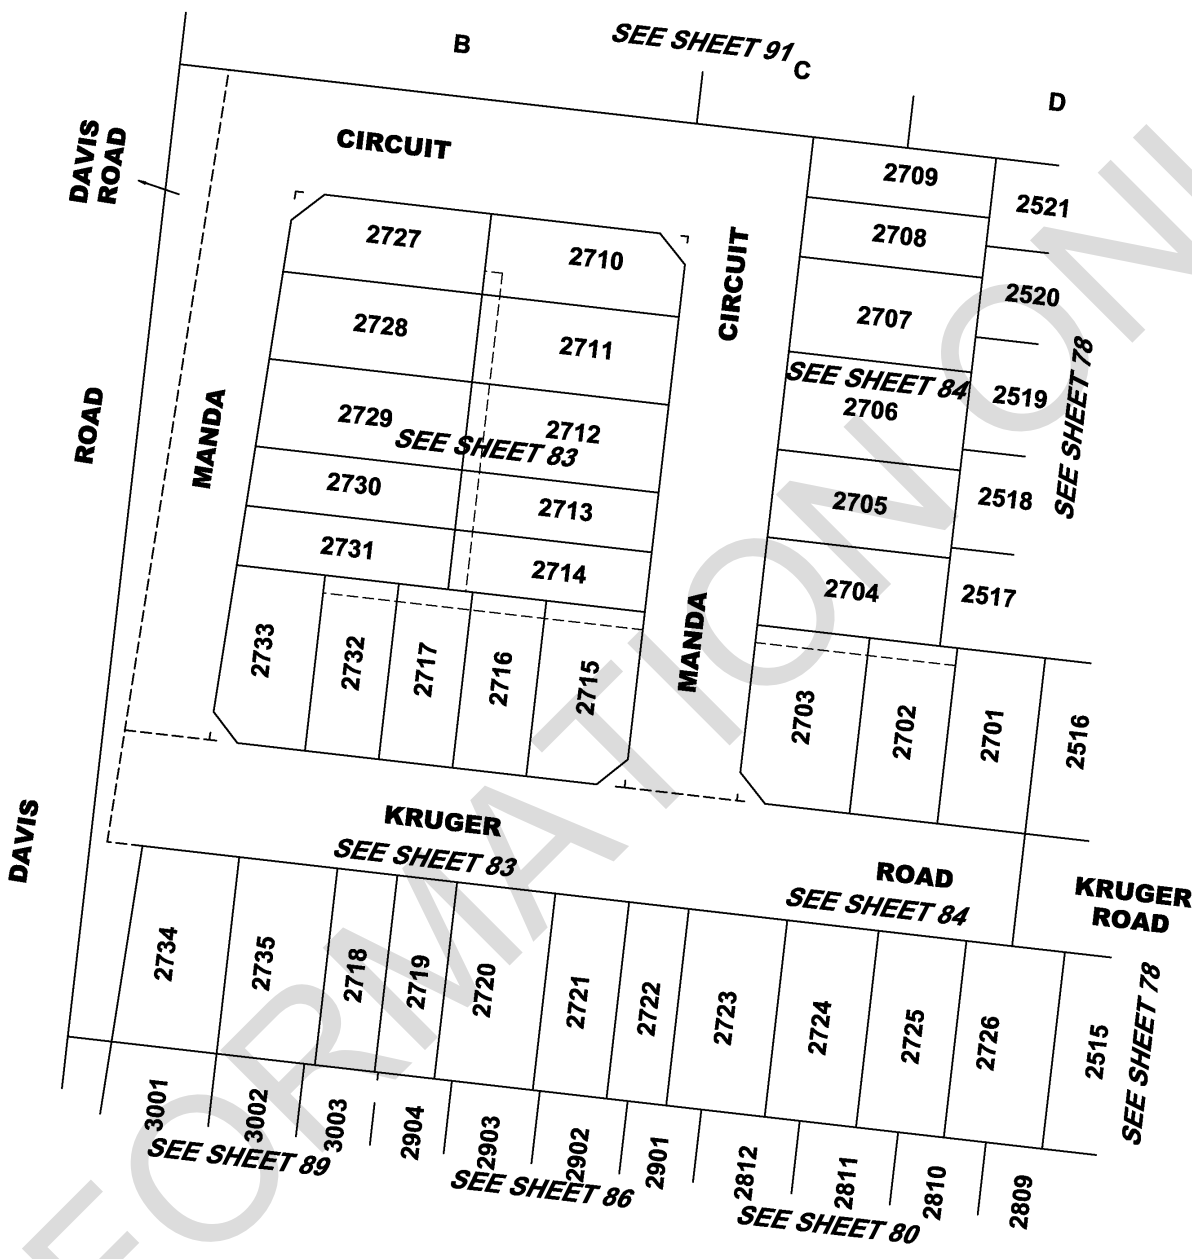 SEE SHEET 91
B
C
D
DAVIS
ROAD
CIRCUIT
2709
2521
2727
2710
2708
CIRCUIT
2520
2728
2711
2707
SEE SHEET 84
2519
SEE SHEET 78
ROAD
MANDA
2729
2712
2706
SEE SHEET 83
2730
2713
2705
2518
2731
2714
2704
2517
MANDA
2733
2732
2717
2716
2715
2703
2702
2701
2516
DAVIS
KRUGER
SEE SHEET 83
ROAD
SEE SHEET 84
KRUGER
ROAD
2734
2735
2718
2719
2720
2721
2722
2723
2724
2725
2726
2515
SEE SHEET 78
3001
3002
3003
2904
2903
2902
2901
2812
2811
2810
2809
SEE SHEET 89
SEE SHEET 86
SEE SHEET 80
FORMATION ONL